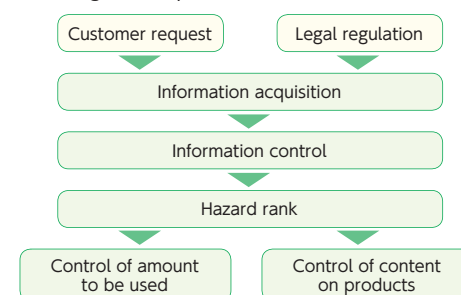 Customer request
Legal regulation
Information acquisition
Information control
Hazard rank
Control of amount
to be used
Control of content
on products